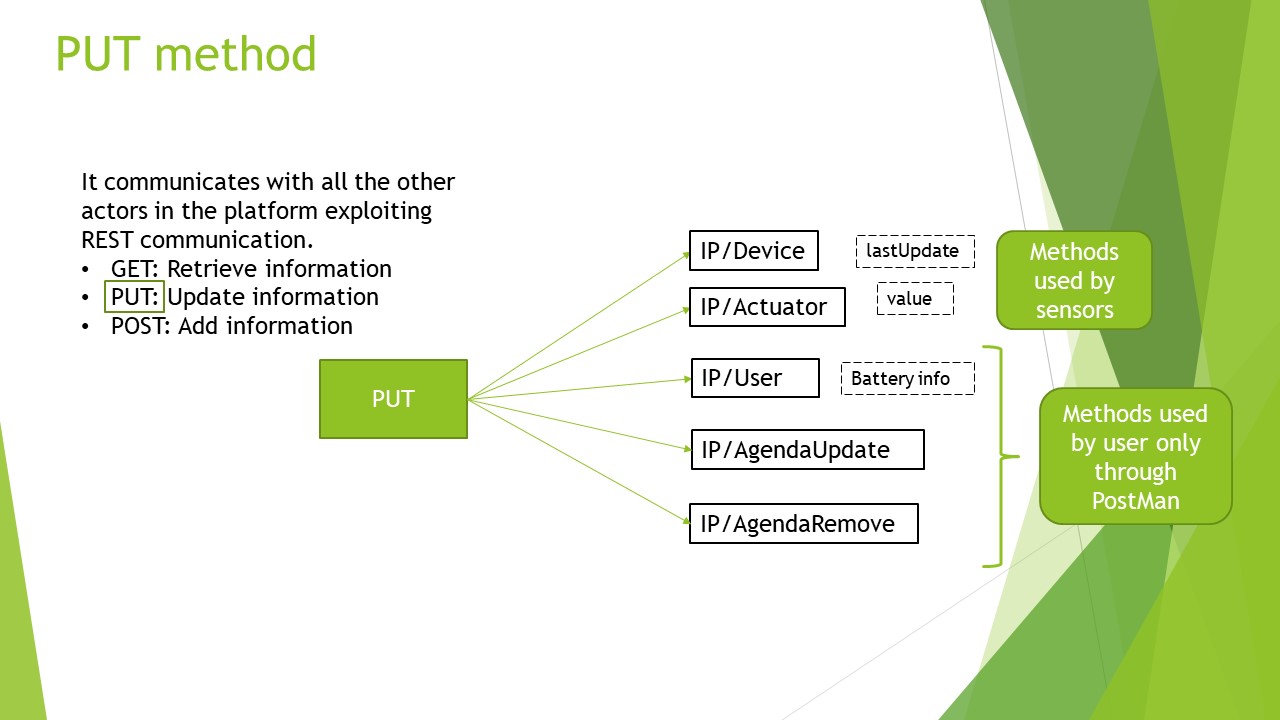 PUT method
It communicates with all the other
actors in the platform exploiting
REST communication.
• GET: Retrieve information
• PUT: Update information
• POST: Add information
PUT
IP/Device
lastUpdate
IP/Actuator
value
Methods
used by
sensors
IP/User
Battery info
IP/AgendaUpdate
IP/AgendaRemove
Methods used
by user only
through
PostMan